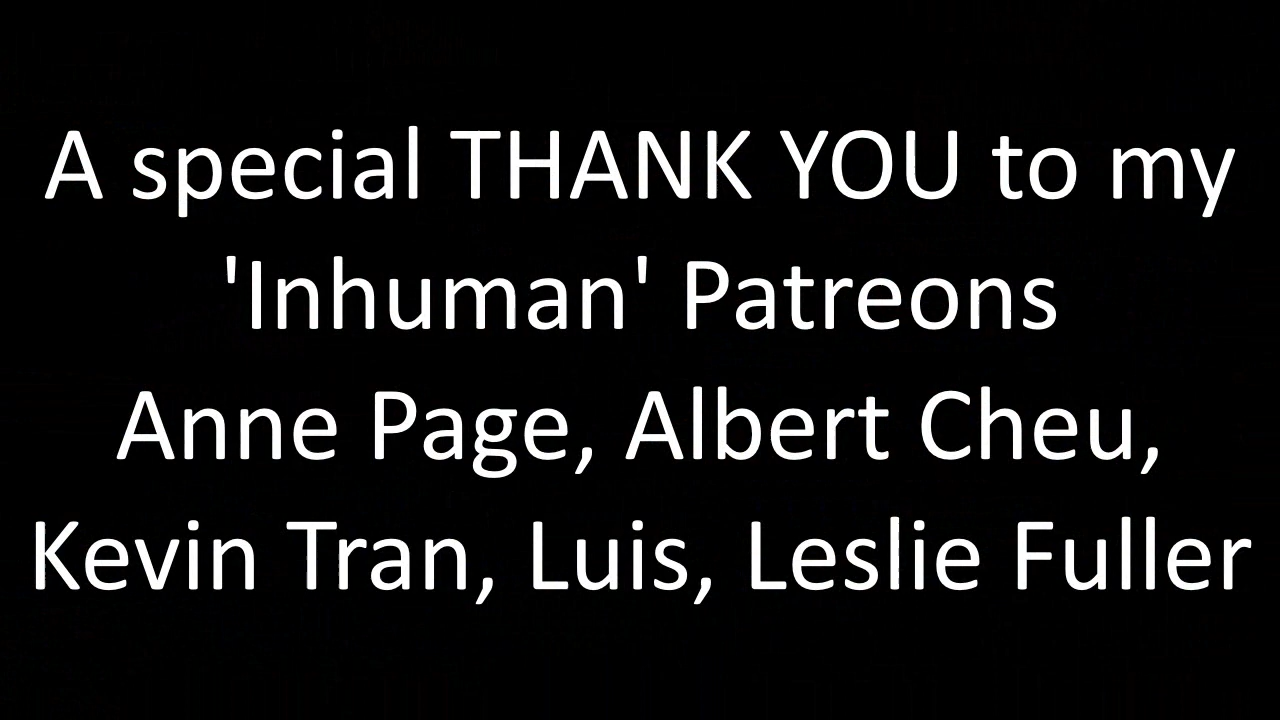 A special THANK YOU to my
'Inhuman' Patreons
Anne Page, Albert Cheu,
Kevin Tran, Luis, Leslie Fuller